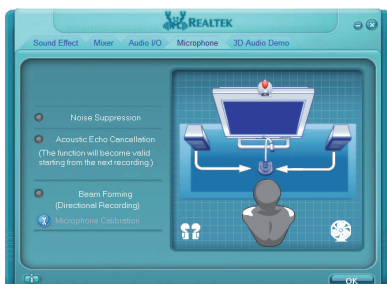 REALTEK
Sound Effect Mixer Audio I/O Microphone 3D Audio Demo
Noise Suppression
Acoustic Echo Cancellation
(The function will become valid
starting from the next recording.)
Beam Forming
(Directional Recording)
Microphone Calibration
OK